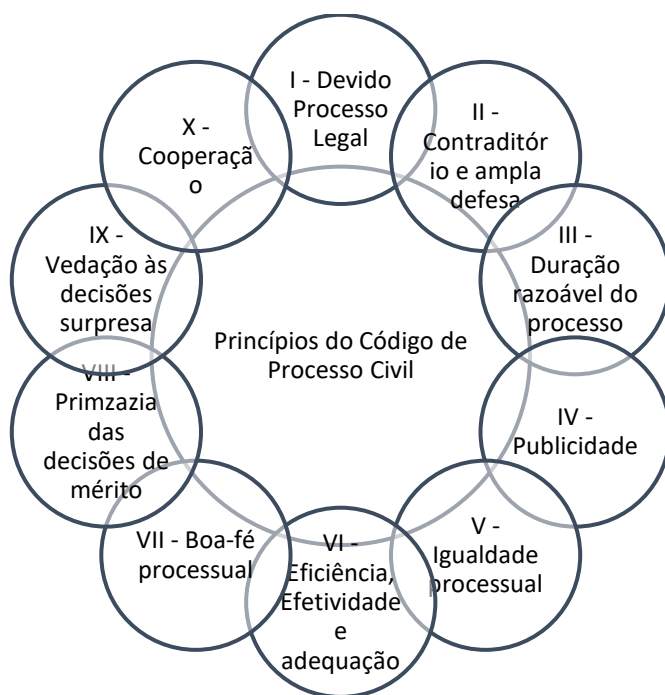 I - Devido
Processo
Legal
II -
Contraditór
io e ampla
defesa
III -
Duração
razoável do
processo
IV -
Publicidade
V -
Igualdade
processual
VI -
Eficiência,
Efetividade
e
adequação
VII - Boa-fé
processual
VIII -
Primzazia
das
decisões de
mérito
IX -
Vedação às
decisões
surpresa
X -
Cooperaçã
o
Princípios do Código de
Processo Civil